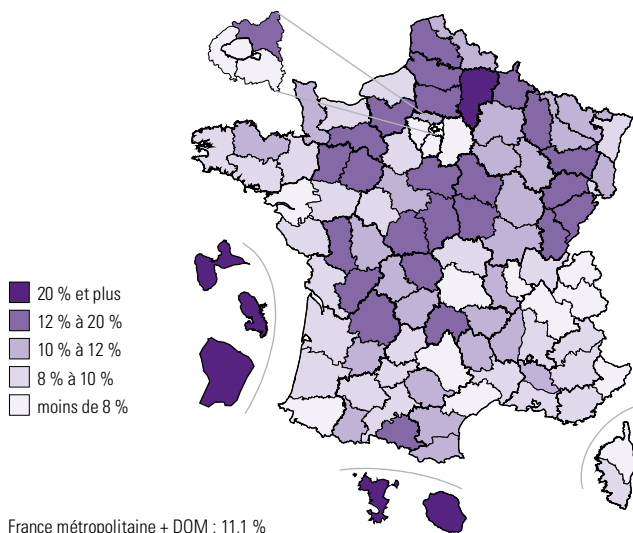 20 % et plus
12 % à 20 %
10 % à 12 %
8 % à 10 %
moins de 8 %
France métropolitaine + DOM : 11,1 %